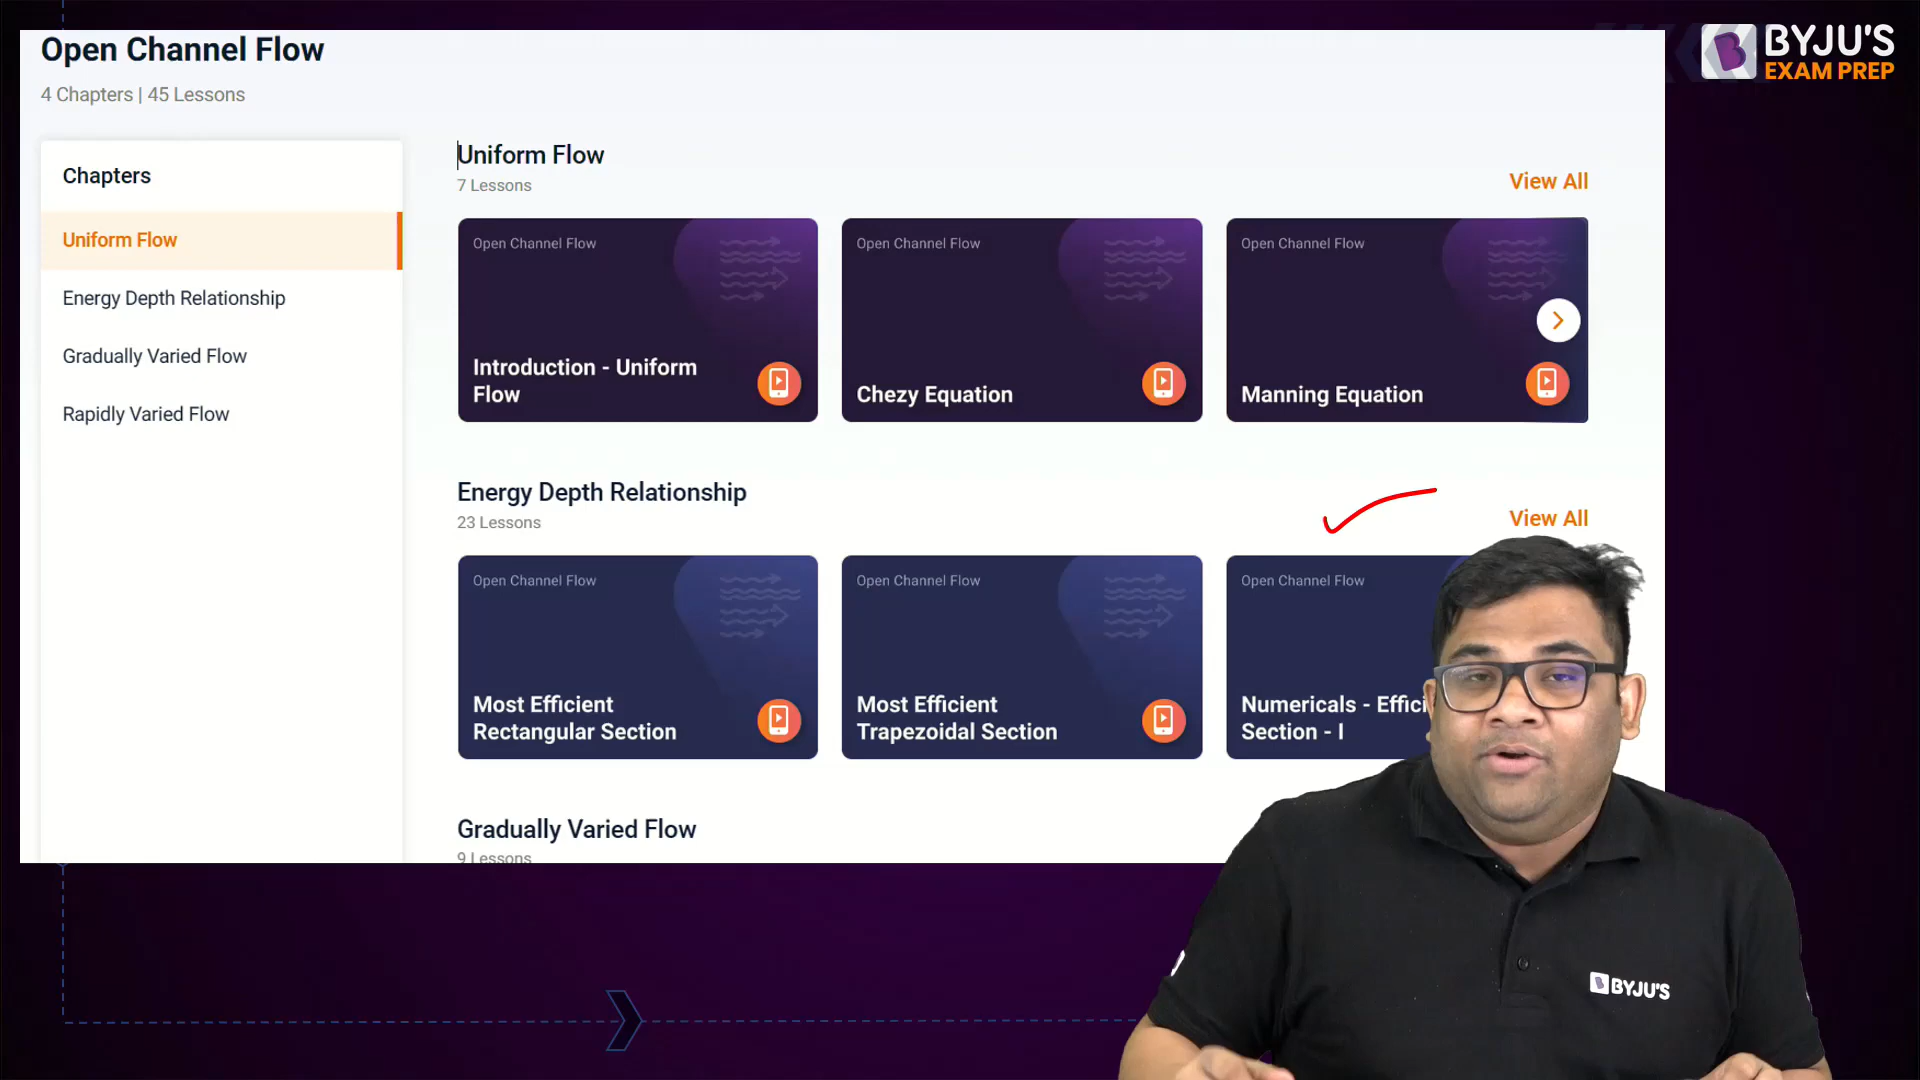 Open Channel Flow
4 Chapters | 45 Lessons
BYJU'S
EXAM PREP
Chapters
Uniform Flow
Energy Depth Relationship
Gradually Varied Flow
Rapidly Varied Flow
Uniform Flow
7 Lessons
View All
Open Channel Flow
Introduction - Uniform
Flow
Open Channel Flow
Chezy Equation
Open Channel Flow
Manning Equation
Energy Depth Relationship
23 Lessons
View All
Open Channel Flow
Most Efficient
Rectangular Section
Open Channel Flow
Most Efficient
Trapezoidal Section
Open Channel Flow
Numericals - Effici
Section - I
Gradually Varied Flow
9 Lessons
BYJU'S